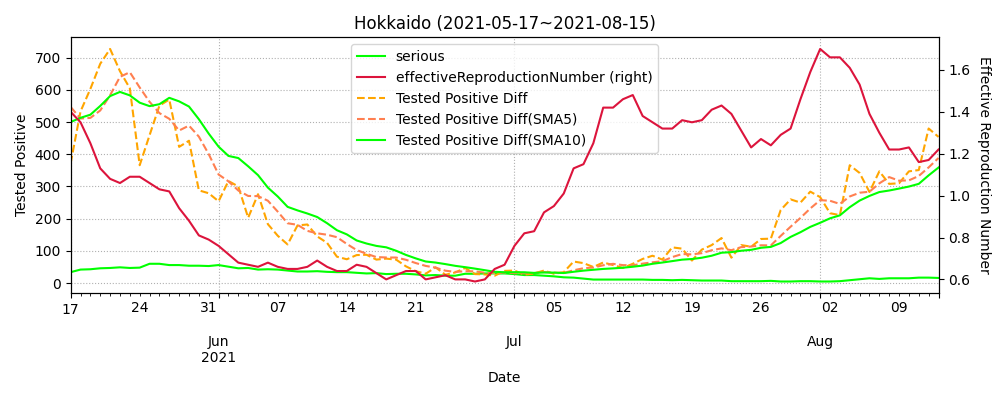 Hokkaido (2021-05-17~2021-08-15)
serious
effectiveReproductionNumber (right)
Tested Positive Diff
Tested Positive Diff(SMA5)
Tested Positive Diff(SMA10)
Tested Positive
700
600
500
400
300
200
100
0
1.6
1.4
1.2
1.0
0.8
0.6
Effective Reproduction Number
17 24 31 07 14 21 28 05 12 19 26 02 09
Jun Jul Aug
2021
Date